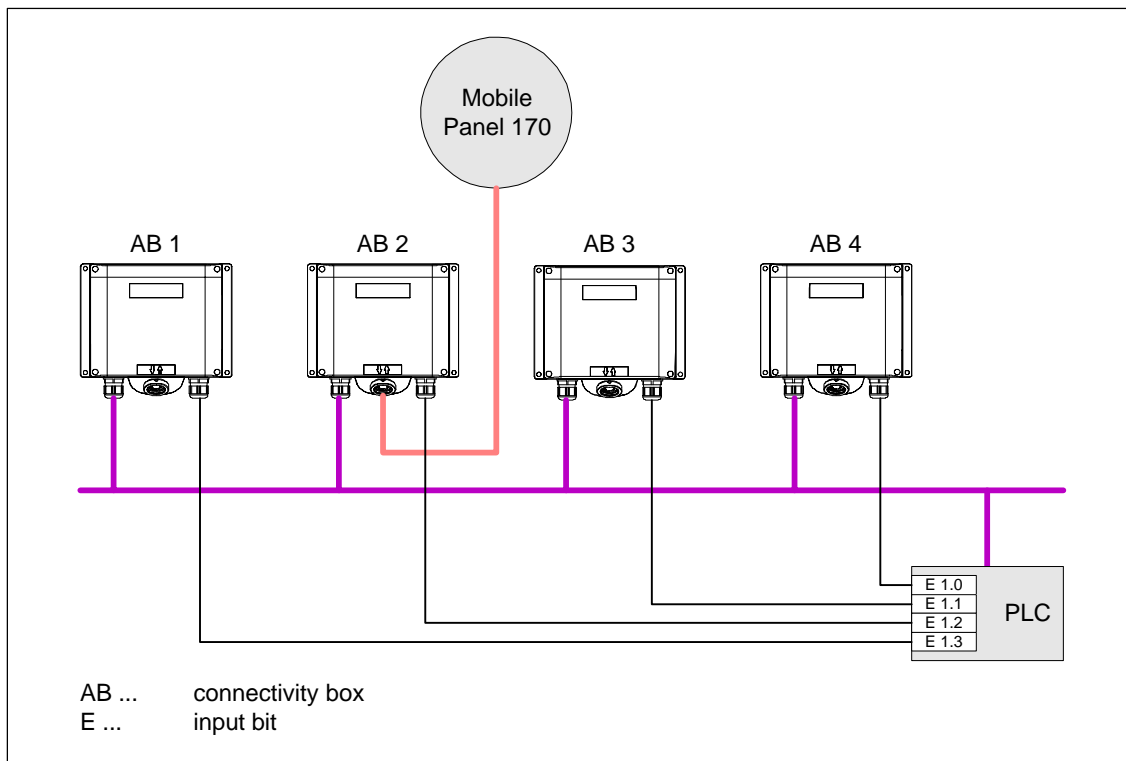 Mobile
Panel 170
AB 1
AB 2
AB 3
AB 4
E 1.0
E 1.1
E 1.2
E 1.3
PLC
AB ... connectivity box
E ... input bit